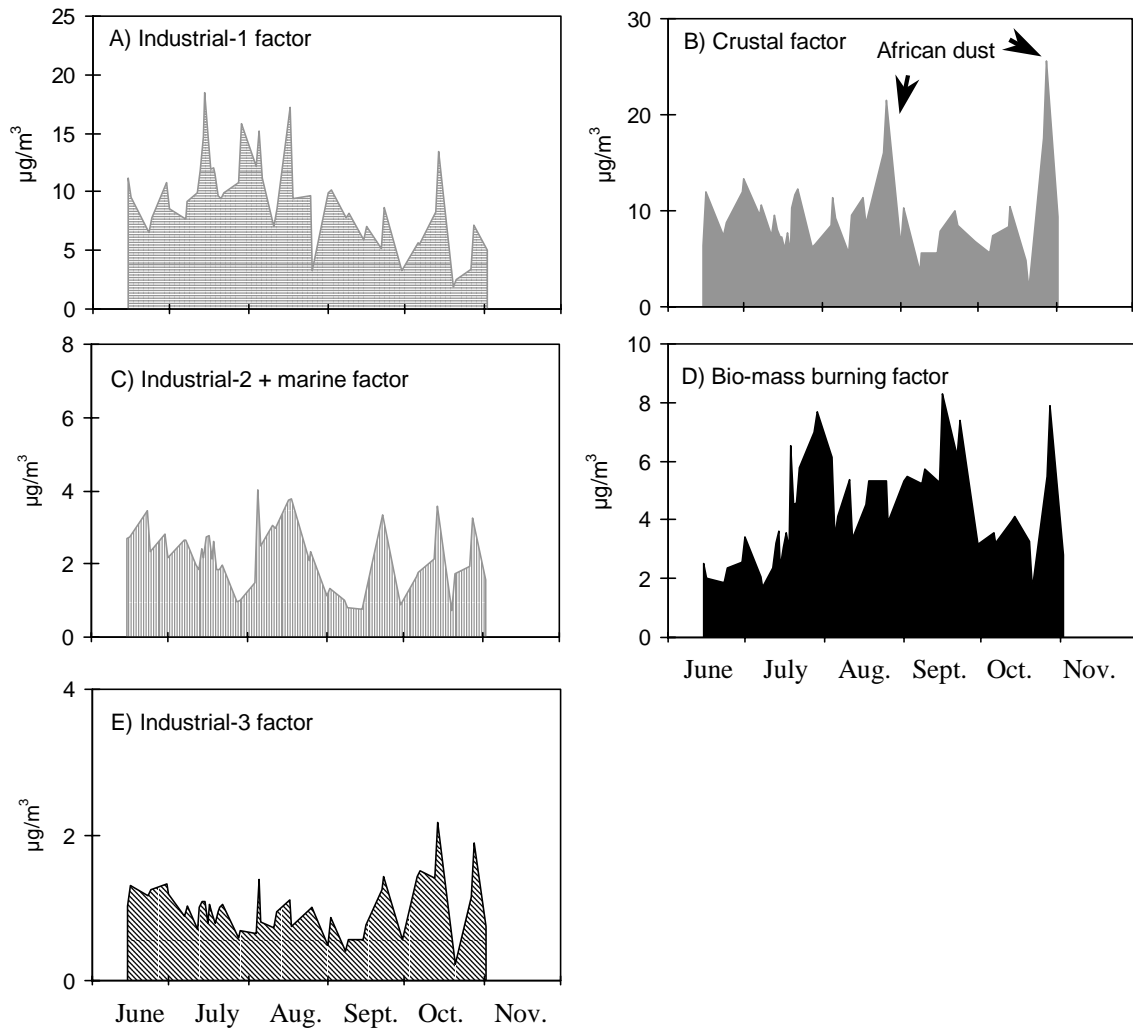 A) Industrial-1 factor
25
20
15
10
5
0
µg/m³
B) Crustal factor
African dust
30
20
10
0
µg/m³
C) Industrial-2 + marine factor
8
6
4
2
0
µg/m³
D) Bio-mass burning factor
10
8
6
4
2
0
µg/m³
June July Aug. Sept. Oct. Nov.
E) Industrial-3 factor
4
2
0
µg/m³
June July Aug. Sept. Oct. Nov.